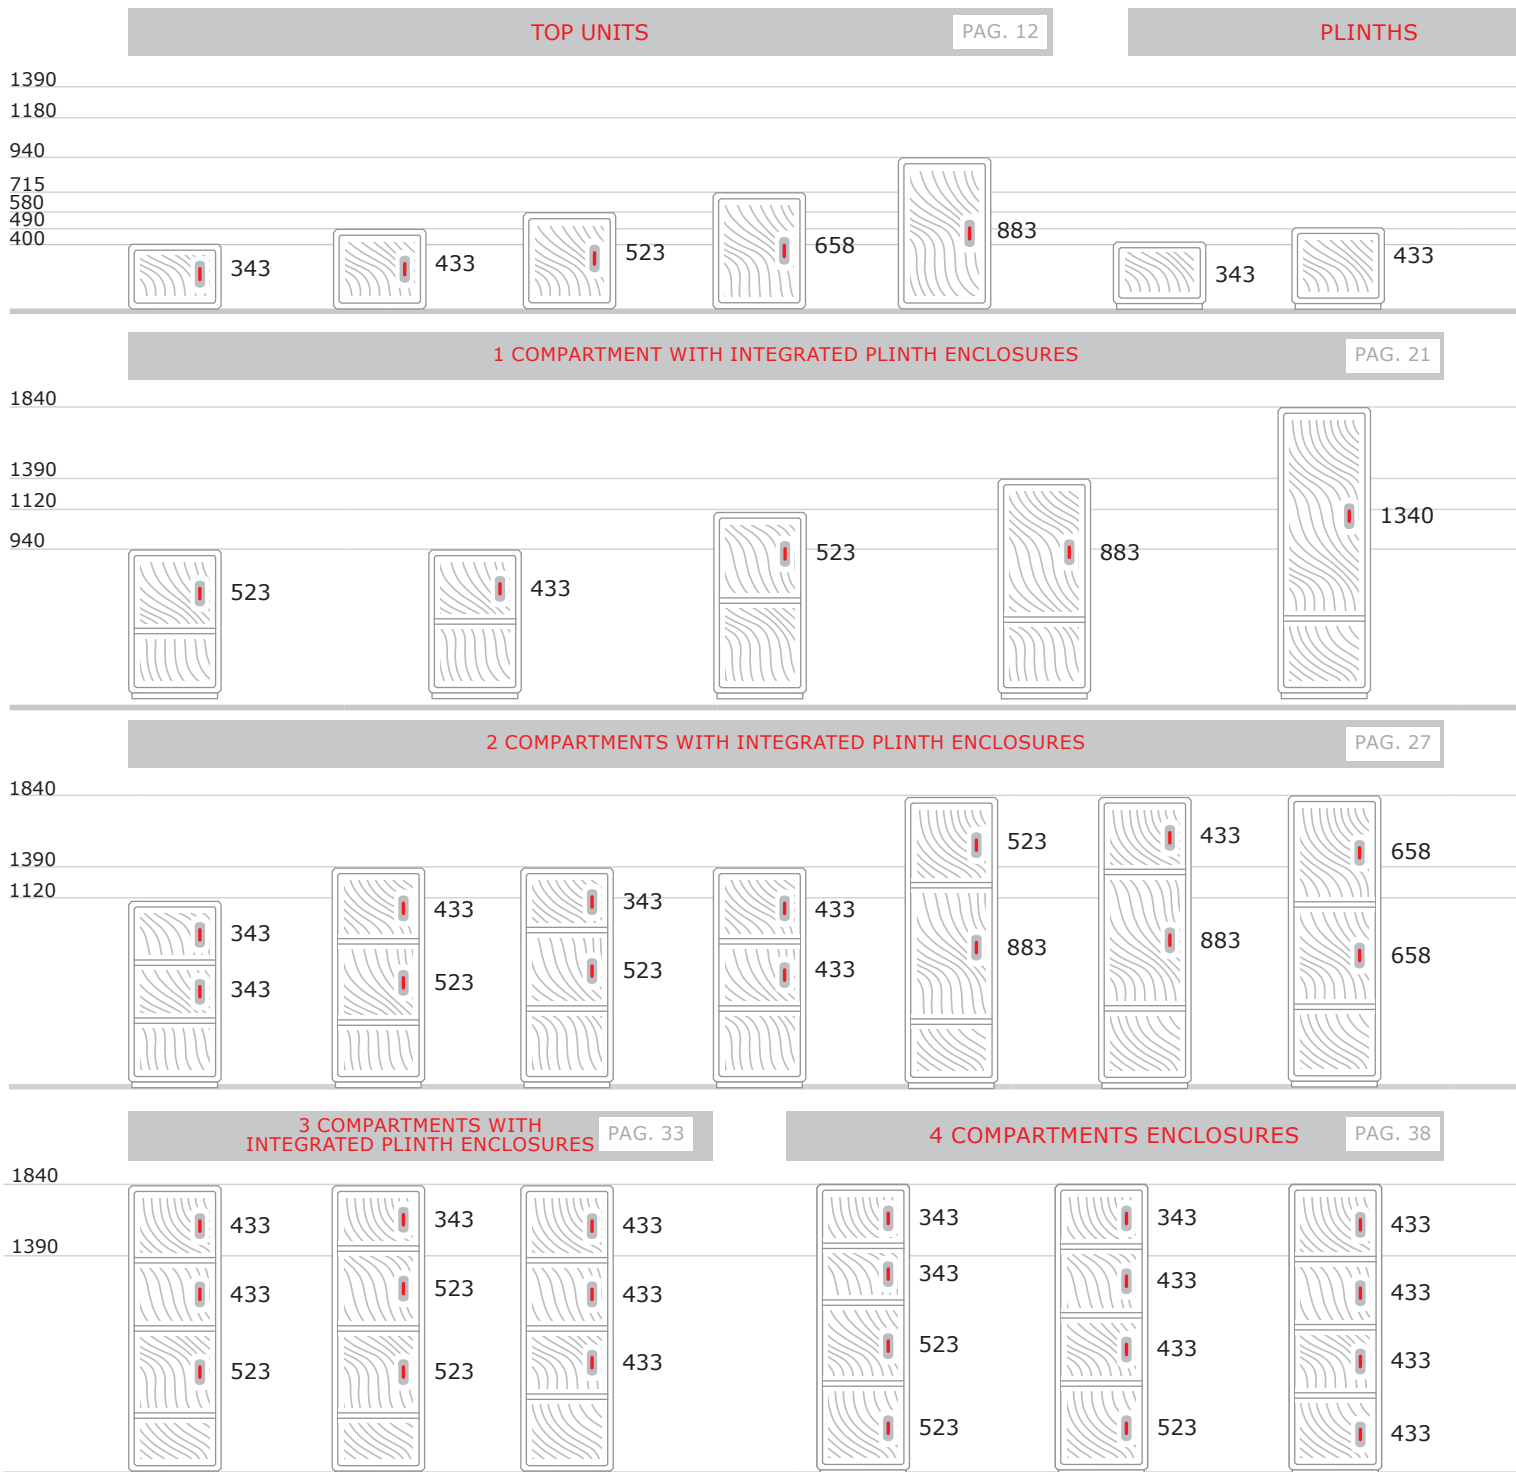 TOP UNITS PAG. 12 PLINTHS
1390
1180
940
715
580
490
400
343 433 523 658 883 343 433
1 COMPARTMENT WITH INTEGRATED PLINTH ENCLOSURES PAG. 21
1840
1390
1120
940
523 433 523 883 1340
2 COMPARTMENTS WITH INTEGRATED PLINTH ENCLOSURES PAG. 27
1840
1390
1120
343 433 343 433 523 433 658
343 523 523 433 883 883 658
3 COMPARTMENTS WITH
INTEGRATED PLINTH ENCLOSURES PAG. 33
4 COMPARTMENTS ENCLOSURES PAG. 38
1840
1390
433 343 433 343 343 433
433 523 433 343 433 433
523 523 433 523 433 433
523 523 433